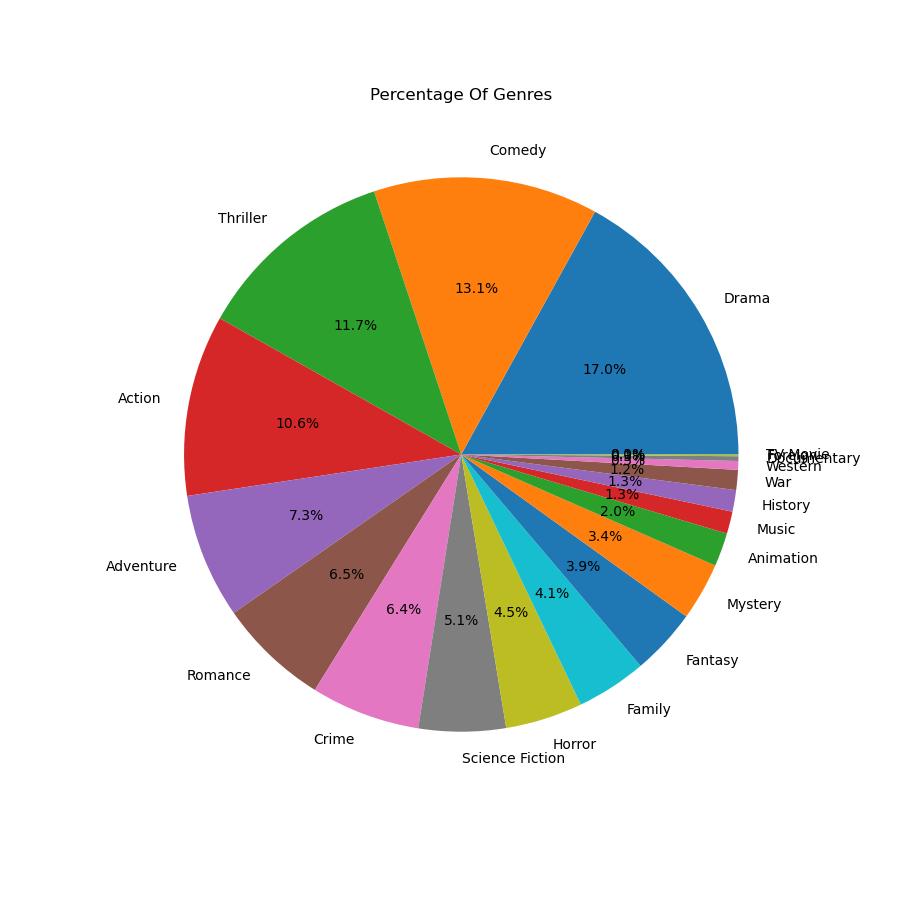 Percentage Of Genres
Comedy
Thriller
Drama
13.1%
11.7%
17.0%
Action
10.6%
TV Movie
Documentary
Western
1.2%
War
1.3%
History
1.3%
Music
2.0%
Animation
7.3%
3.4%
Adventure
3.9%
6.5%
4.1%
Mystery
6.4%
4.5%
5.1%
Fantasy
Romance
Family
Crime
Horror
Science Fiction